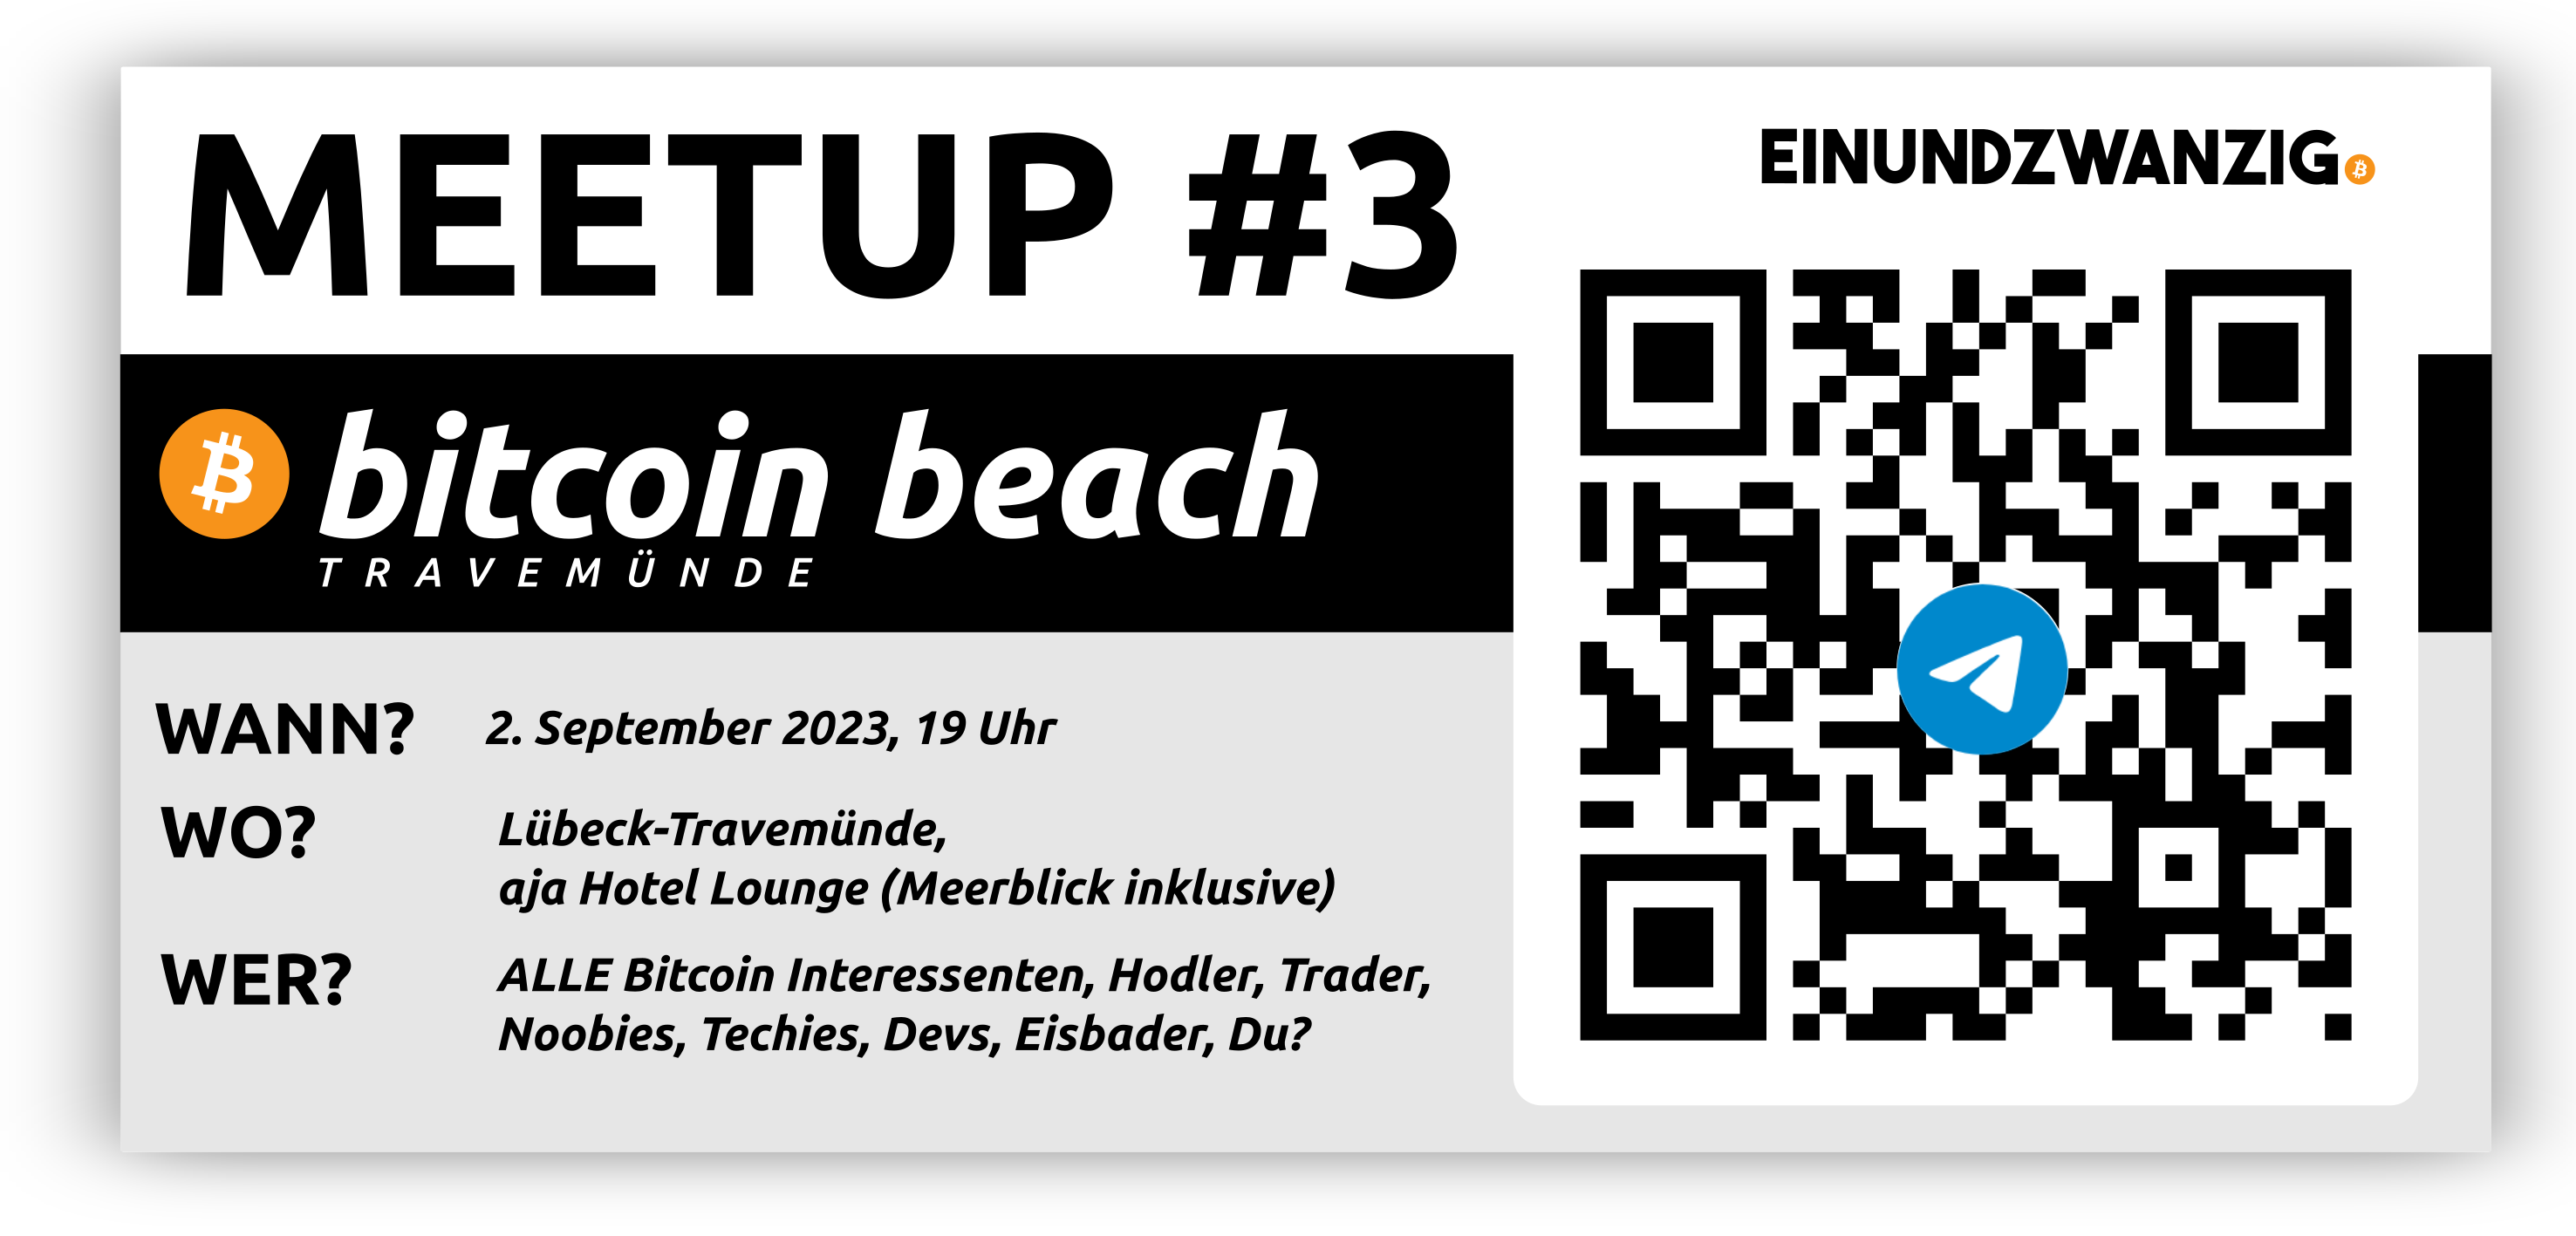 MEETUP #3
EINUNDZWANZIG
bitcoin beach
TRAVEMÜNDE
WANN? 2. September 2023, 19 Uhr
WO? Lübeck-Travemünde,
aja Hotel Lounge (Meerblick inklusive)
WER? ALLE Bitcoin Interessenten, Hodler, Trader,
Noobies, Techies, Devs, Eisbader, Du?